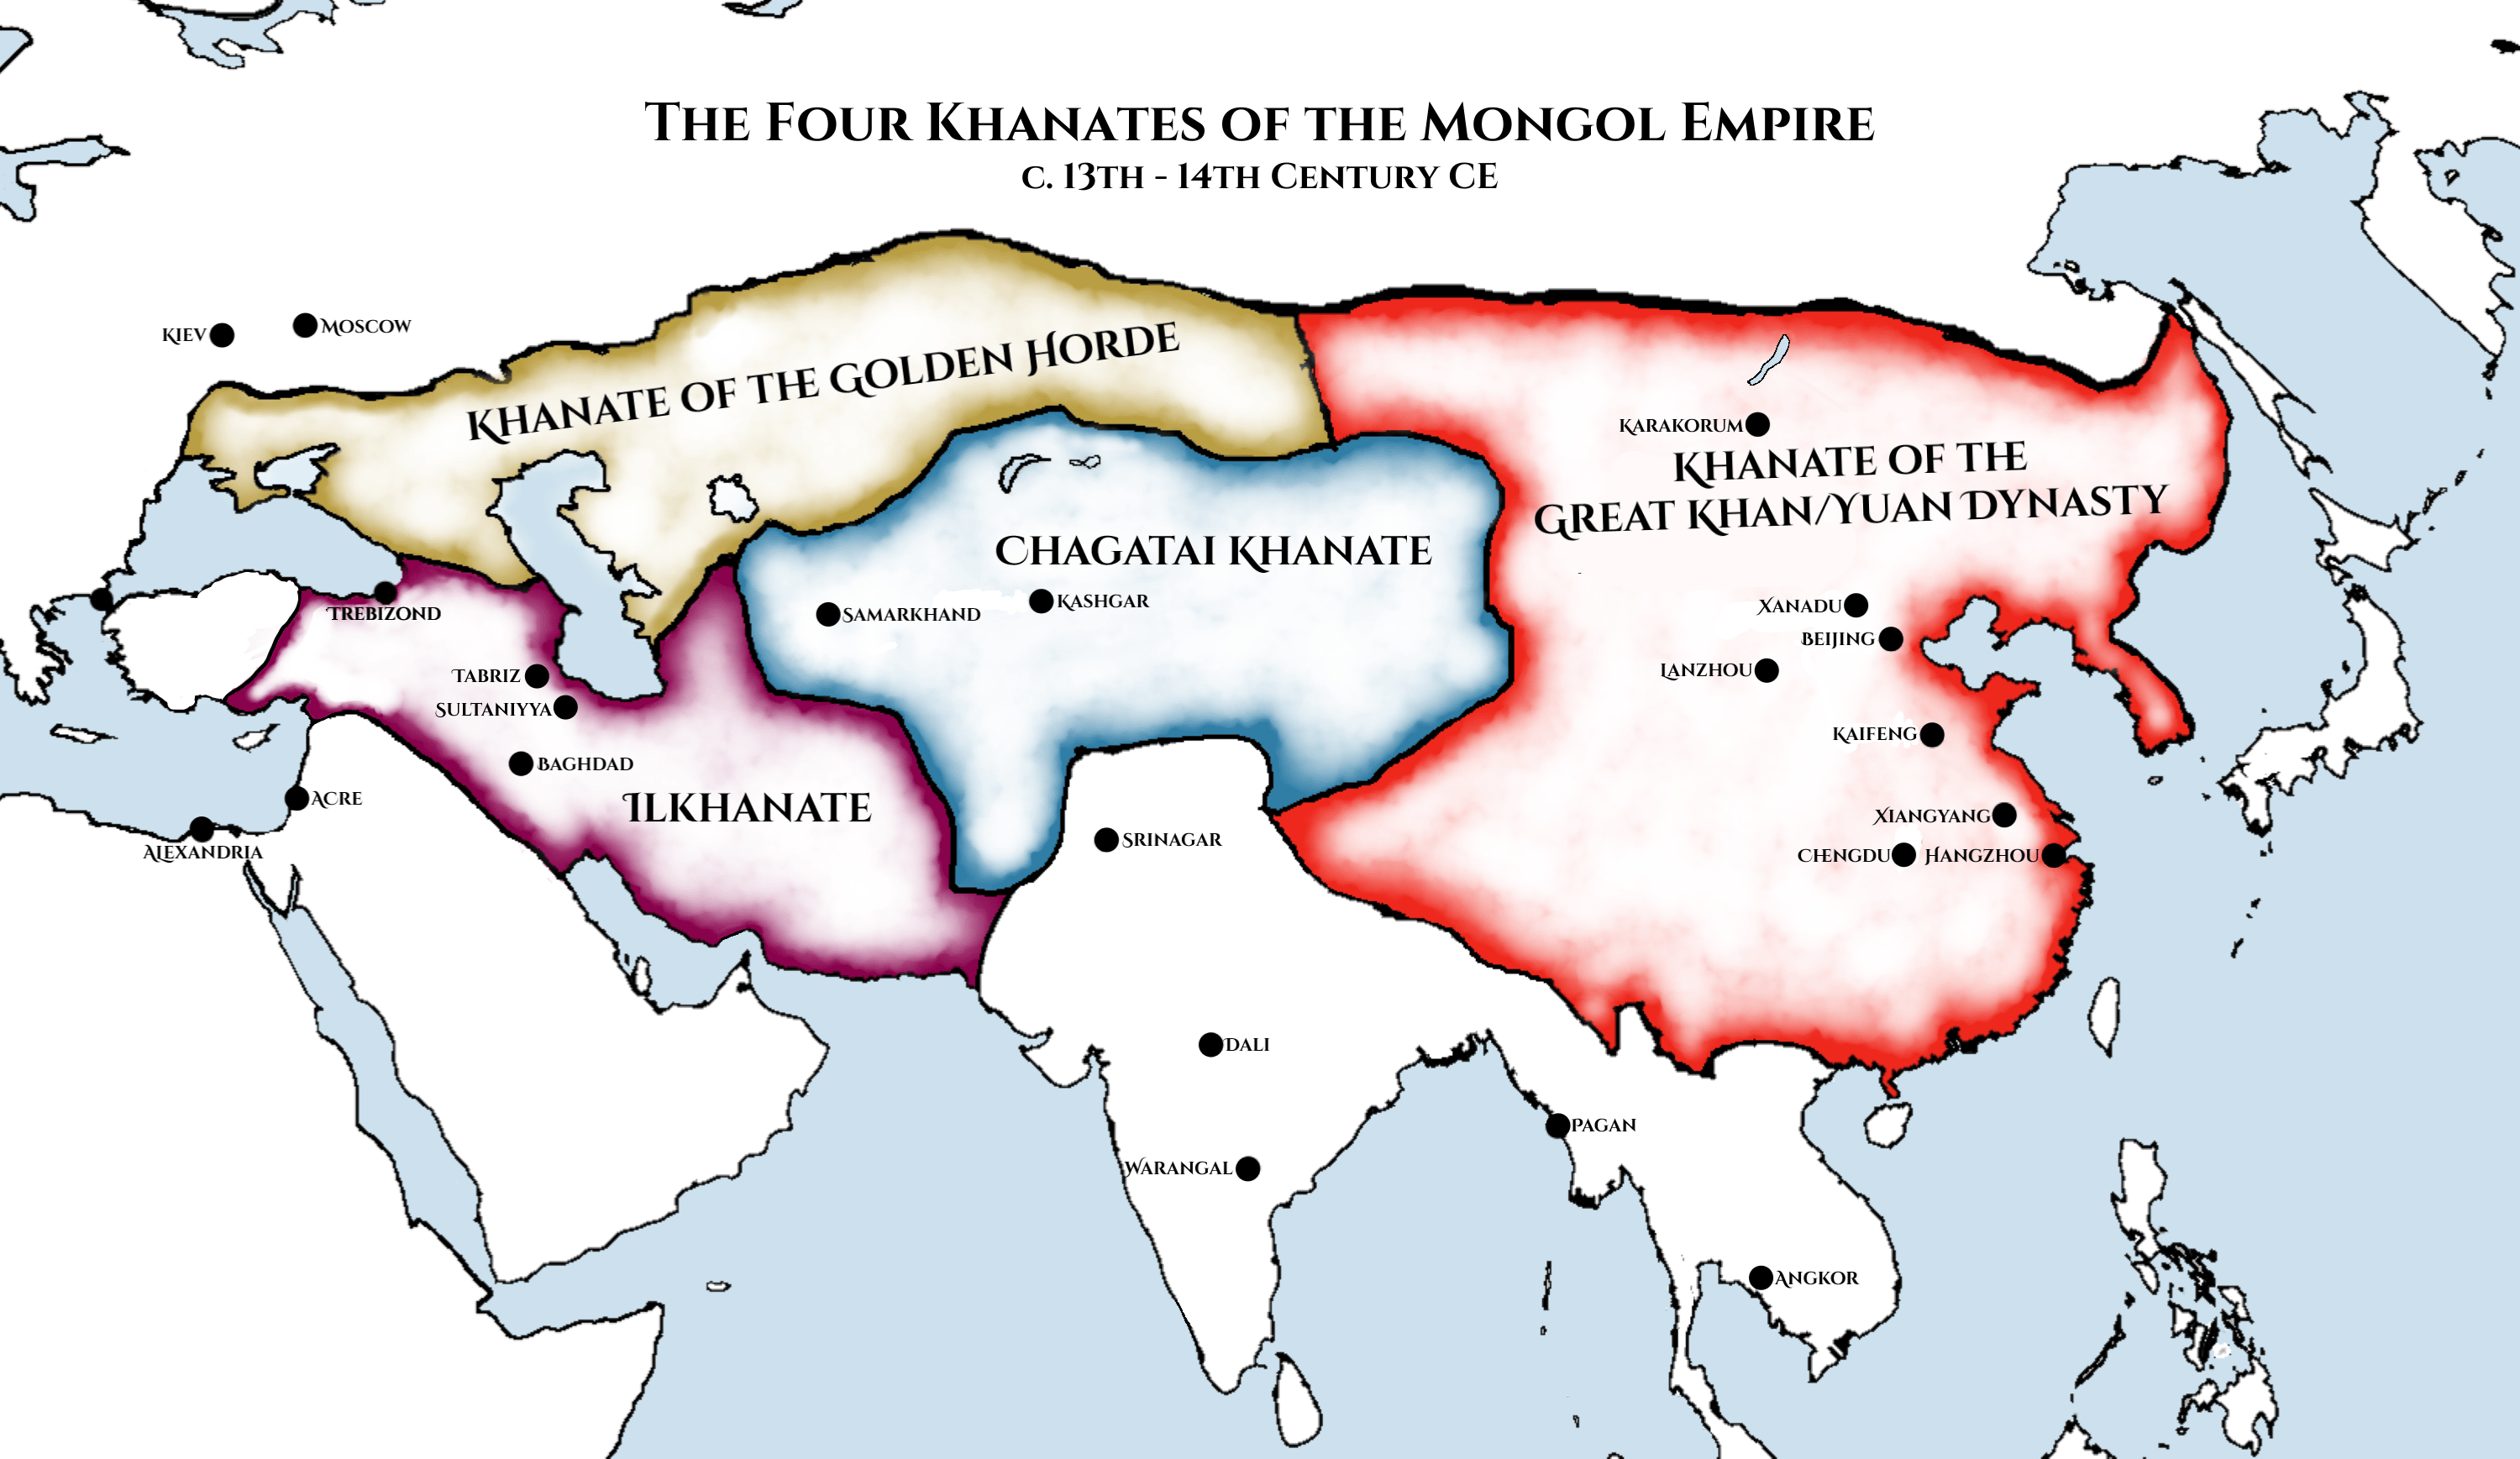 The Four Khanates of the Mongol Empire
c. 13th - 14th Century CE
Kiev
Moscow
Khanate of the Golden Horde
Karakorum
Khanate of the
Great Khan/Yuan Dynasty
Chagatai Khanate
Samarkhand
Kashgar
Trebizond
Xanadu
Beijing
Lanzhou
Tabriz
Sultaniyya
Baghdad
Kaifeng
Ilkhanate
Acre
Alexandria
Srinagar
Xiangyang
Chengdu
Hangzhou
Dali
Pagan
Warangal
Angkor